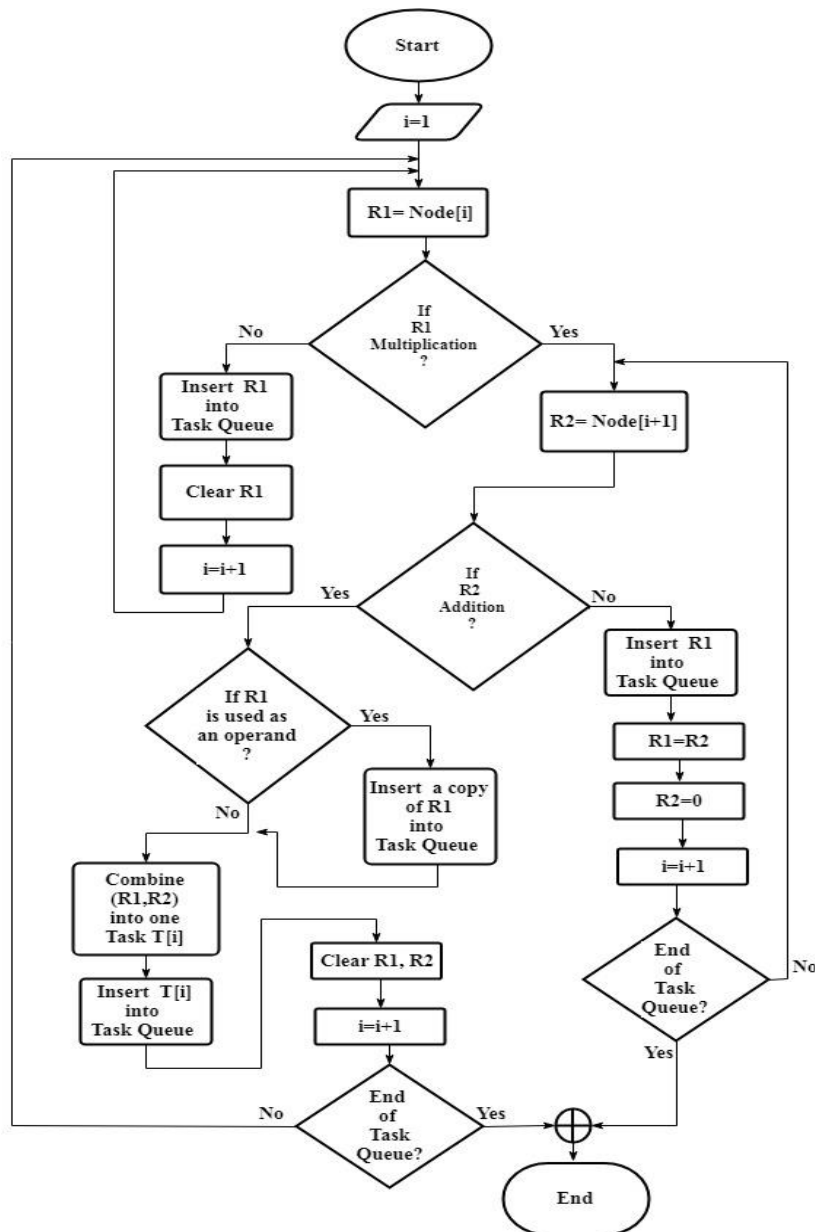 Start
i=1
R1= Node[i]
If
R1
Multiplication
?
No
Yes
Insert R1
into
Task Queue
R2= Node[i+1]
Clear R1
i=i+1
If
R2
Addition
?
Yes
No
Insert R1
into
Task Queue
If R1
is used as
an operand
?
Yes
No
R1=R2
Insert a copy
of R1
into
Task Queue
R2=0
i=i+1
Combine
(R1,R2)
into one
Task T[i]
Insert T[i]
into
Task Queue
Clear R1, R2
i=i+1
End
of
Task
Queue?
No
Yes
End
of
Task
Queue?
No
Yes
End